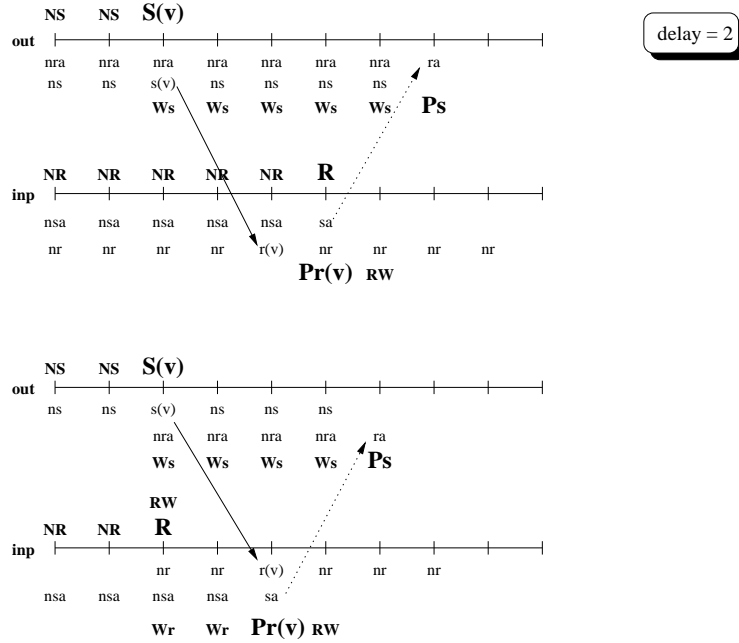 NS NS S(v)
delay = 2
out
nra nra nra nra nra nra nra ra
ns ns s(v) ns ns ns ns
Ws Ws Ws Ws Ws Ps
NR NR NR NR NR R
inp
nsa nsa nsa nsa nsa sa
nr nr nr nr r(v) nr nr nr nr
Pr(v) RW
NS NS S(v)
out
ns ns s(v) ns ns ns
nra nra nra nra ra
Ws Ws Ws Ws Ps
RW
NR NR R
inp
nr nr r(v) nr nr nr
nsa nsa nsa nsa sa
Wr Wr Pr(v) RW